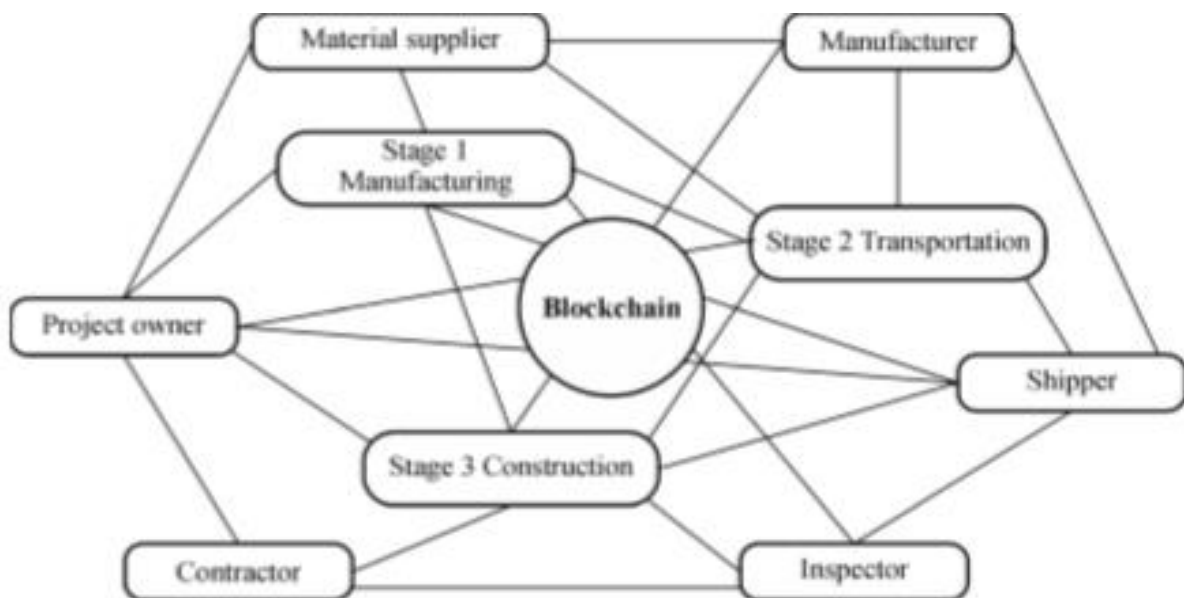 Material supplier
Manufacturer
Stage 1
Manufacturing
Stage 2 Transportation
Blockchain
Project owner
Shipper
Stage 3 Construction
Contractor
Inspector